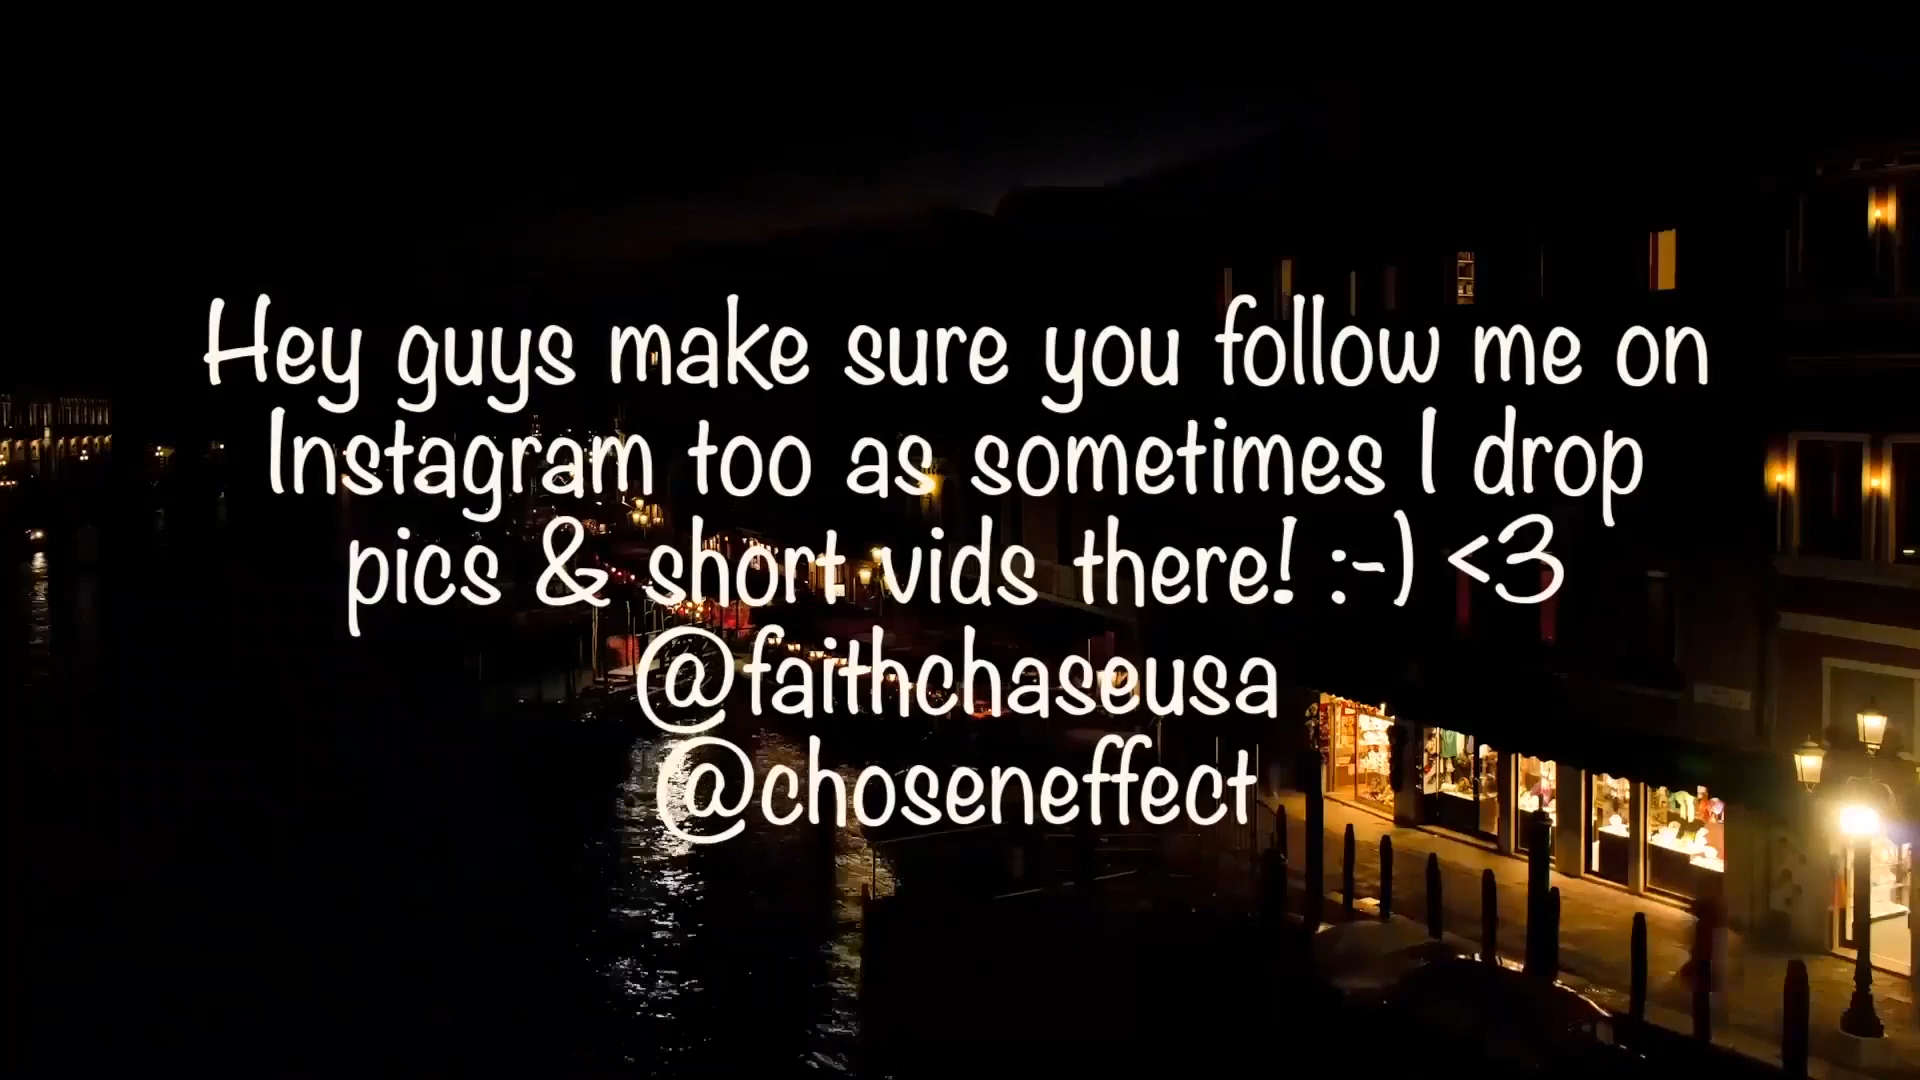 Hey guys make sure you follow me on
Instagram too as sometimes I drop
pics & short vids there! :-) <3
@faithchaseusa
@choseneffect